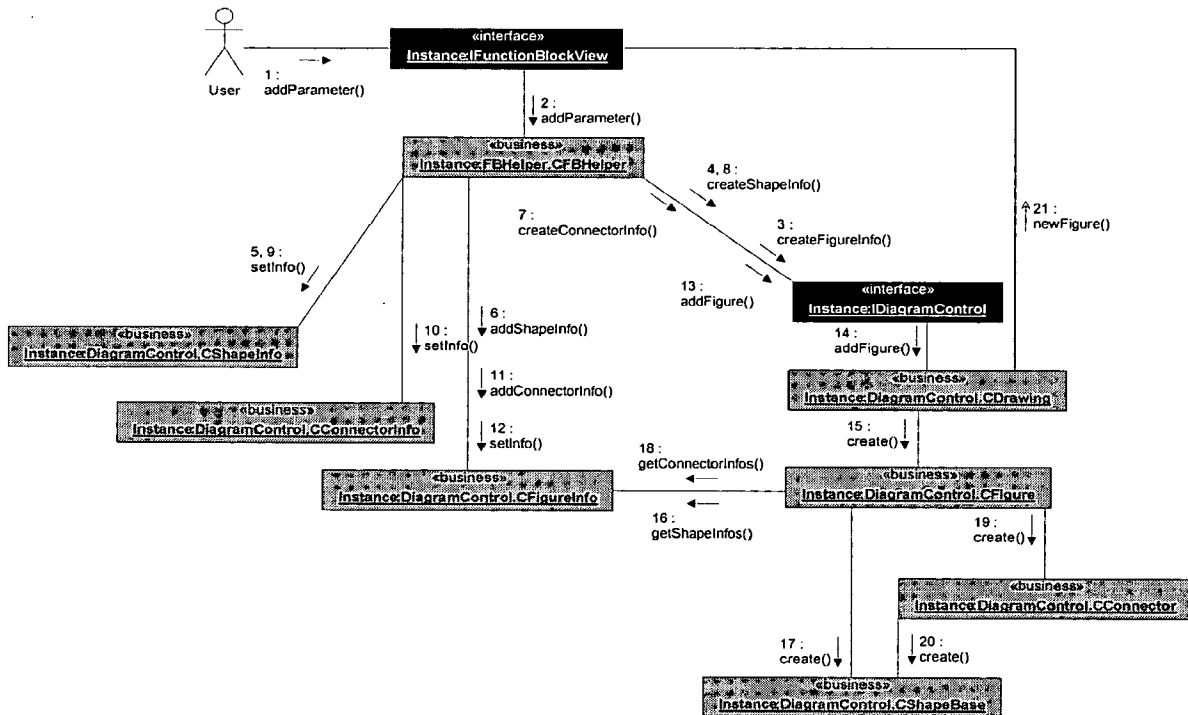 «interface»
Instance:IFunctionBlockView
User
1 :
addParameter()
2 :
addParameter()
«business»
Instance:FBHelper.CFBHelper
4, 8 :
createShapeInfo()
7 :
createConnectorInfo()
3 :
createFigureInfo()
21 :
newFigure()
5, 9 :
setInfo()
13 :
addFigure()
«interface»
Instance:IDiagramControl
6 :
addShapeInfo()
10 :
setInfo()
14 :
addFigure()
«business»
Instance:DiagramControl.CShapeInfo
11 :
addConnectorInfo()
«business»
Instance:DiagramControl.CDrawing
«business»
Instance:DiagramControl.CConnectorInfo
12 :
setInfo()
15 :
create()
18 :
getConnectorInfos()
«business»
Instance:DiagramControl.CFigureInfo
«business»
Instance:DiagramControl.CFigure
16 :
getShapeInfos()
19 :
create()
«business»
Instance:DiagramControl.CConnector
17 :
create()
20 :
create()
«business»
Instance:DiagramControl.CShapeBase